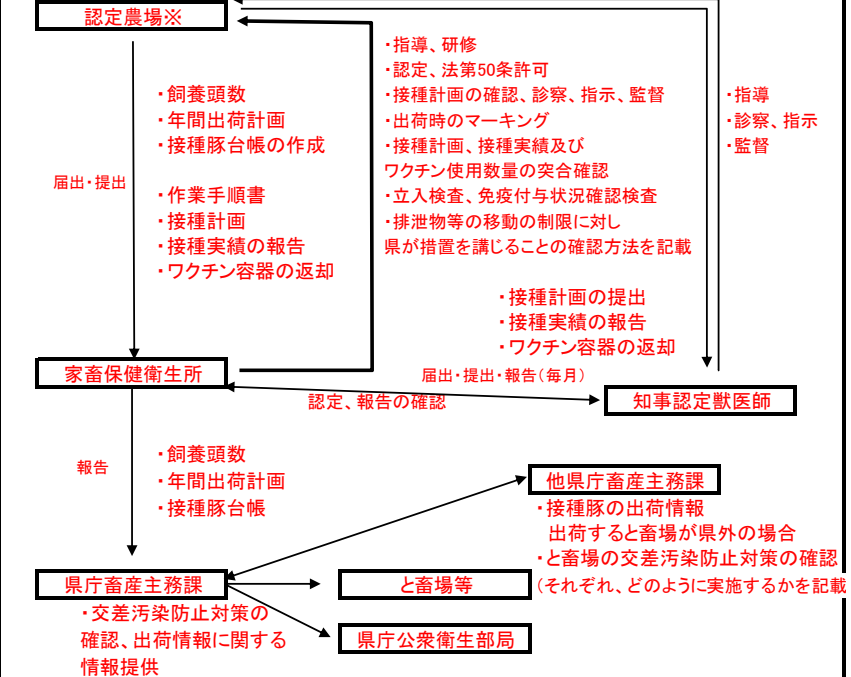 認定農場※
・飼養頭数
・年間出荷計画
・接種豚台帳の作成
届出・提出
・作業手順書
・接種計画
・接種実績の報告
・ワクチン容器の返却
・指導、研修
・認定、法第50条許可
・接種計画の確認、診察、指示、監督
・出荷時のマーキング
・接種計画、接種実績及び
ワクチン使用数量の突合確認
・立入検査、免疫付与状況確認検査
・排泄物等の移動の制限に対し
県が措置を講じることの確認方法を記載
・指導
・診察、指示
・監督
・接種計画の提出
・接種実績の報告
・ワクチン容器の返却
家畜保健衛生所
届出・提出・報告（毎月）
認定、報告の確認
知事認定獣医師
報告
・飼養頭数
・年間出荷計画
・接種豚台帳
他県庁畜産主務課
・接種豚の出荷情報
出荷すると畜場が県外の場合
・と畜場の交差汚染防止対策の確認
（それぞれ、どのように実施するかを記載
県庁畜産主務課
と畜場等
・交差汚染防止対策の
確認、出荷情報に関する
情報提供
県庁公衆衛生部局